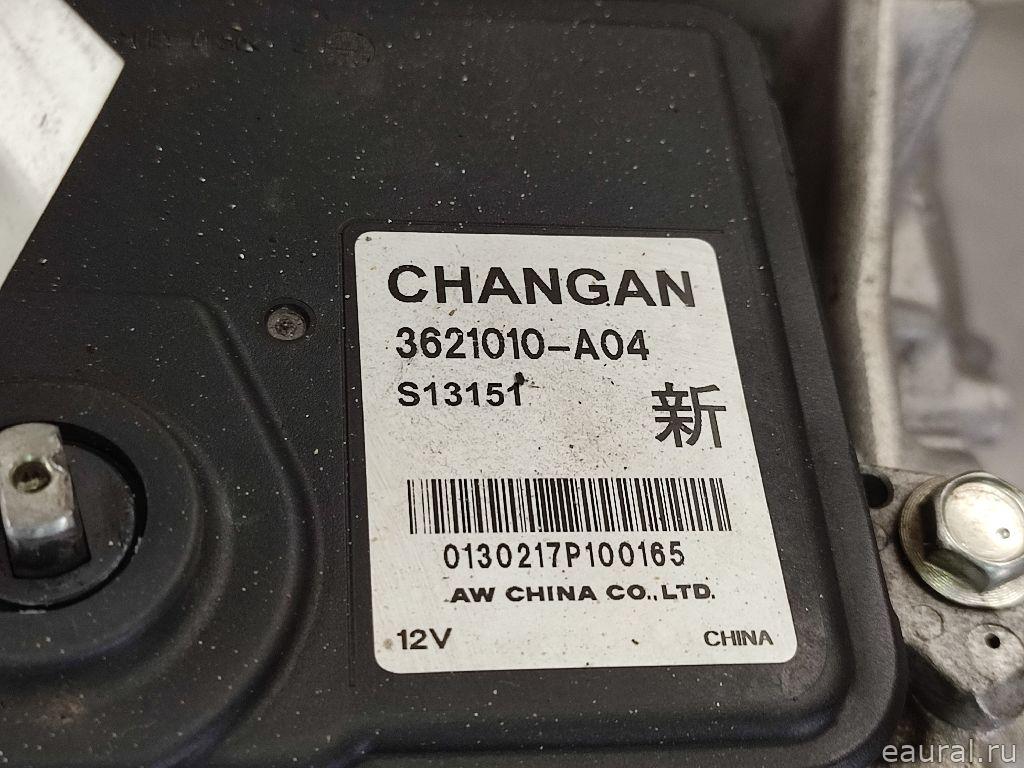 CHANGAN
3621010-A04
S13151
新
0130217P100165
AW CHINA CO.,LTD.
12V
CHINA
eaural.ru